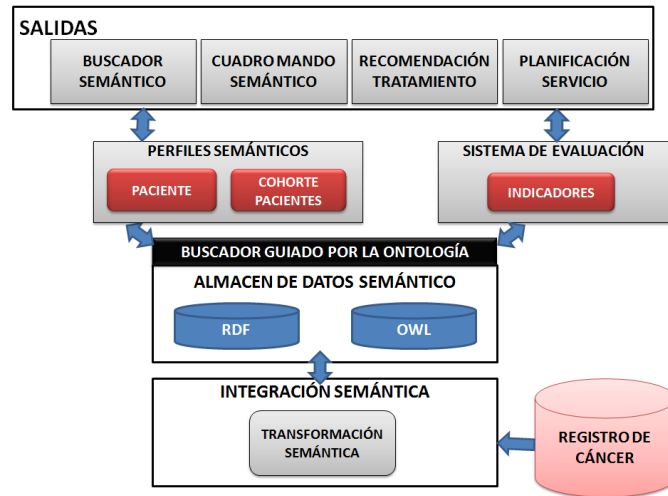 SALIDAS
BUSCADOR
SEMÁNTICO
CUADRO MANDO
SEMÁNTICO
RECOMENDACIÓN
TRATAMIENTO
PLANIFICACIÓN
SERVICIO
PERFILES SEMÁNTICOS
PACIENTE
COHORTE
PACIENTES
SISTEMA DE EVALUACIÓN
INDICADORES
BUSCADOR GUIADO POR LA ONTOLOGÍA
ALMACEN DE DATOS SEMÁNTICO
RDF
OWL
INTEGRACIÓN SEMÁNTICA
TRANSFORMACIÓN
SEMÁNTICA
REGISTRO DE
CÁNCER